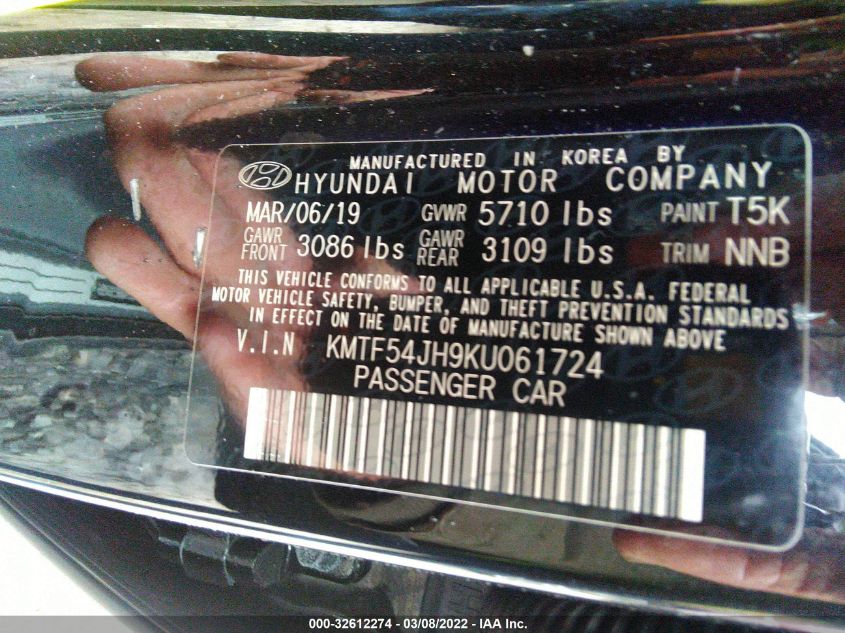 MANUFACTURED IN KOREA BY
HYUNDAI MOTOR COMPANY
MAR/06/19 GVWR 5710 lbs PAINT T5K
GAWR FRONT 3086 lbs GAWR REAR 3109 lbs TRIM NNB
THIS VEHICLE CONFORMS TO ALL APPLICABLE U.S.A. FEDERAL
MOTOR VEHICLE SAFETY, BUMPER, AND THEFT PREVENTION STANDARDS
IN EFFECT ON THE DATE OF MANUFACTURE SHOWN ABOVE
V.I.N KMTF54JH9KU061724
PASSENGER CAR
000-32612274 - 03/08/2022 - IAA Inc.